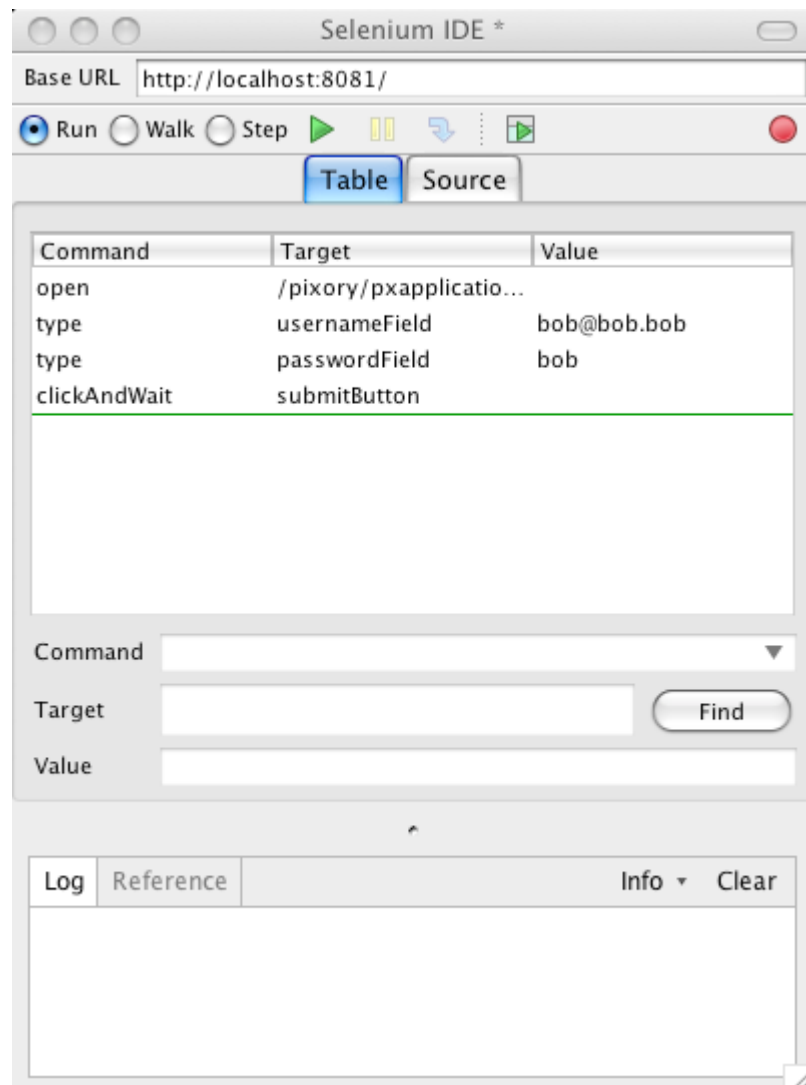 Selenium IDE *
Base URL http://localhost:8081/
Run Walk Step
Table Source
Command Target Value
open /pixory/pxapplicatio...
type usernameField bob@bob.bob
type passwordField bob
clickAndWait submitButton
Command
Target Find
Value
Log Reference Info Clear